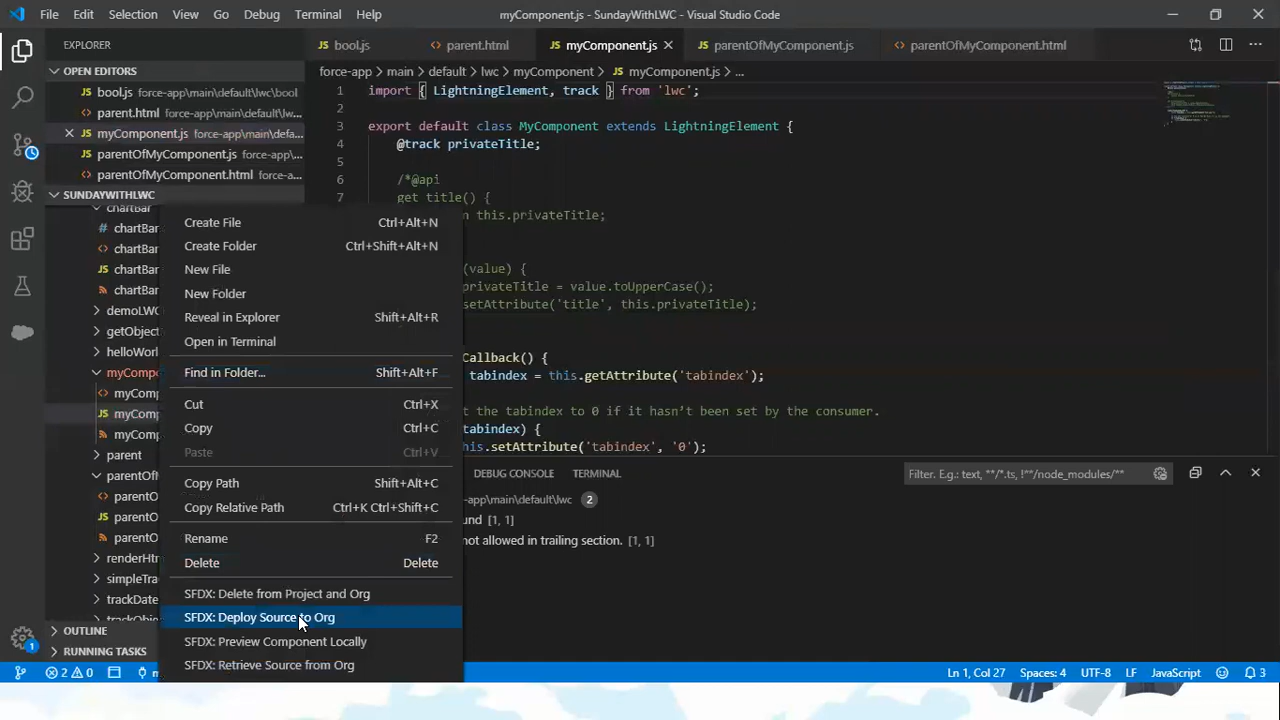 File Edit Selection View Go Debug Terminal Help myComponent.js - SundayWithLWC - Visual Studio Code
EXPLORER
OPEN EDITORS
bool.js force-app\main\default\lwc\bool
parent.html force-app\main\default\lw...
myComponent.js force-app\main\defa...
parentOfMyComponent.js force-app\m...
parentOfMyComponent.html force-a...
SUNDAYWITHLWC
chartBar
# chartBar
<> chartBar
JS chartBar
chartBar
demoLWC
getObject
helloWorl
myCompo
<> myComp
myComp
myComp
parent
parentOfM
<> parentO
JS parentO
parentO
renderHtm
simpleTra
trackDate
trackObje
OUTLINE
RUNNING TASKS
JS bool.js
<> parent.html
JS myComponent.js
JS parentOfMyComponent.js
<> parentOfMyComponent.html
force-app > main > default > lwc > myComponent > JS myComponent.js > ...
1 import { LightningElement, track } from 'lwc';
2
3 export default class MyComponent extends LightningElement {
4 @track privateTitle;
5
6 /*@api
7 get title() {
n this.privateTitle;
(value) {
privateTitle = value.toUpperCase();
setAttribute('title', this.privateTitle);
Callback() {
tabindex = this.getAttribute('tabindex');
t the tabindex to 0 if it hasn’t been set by the consumer.
tabindex) {
his.setAttribute('tabindex', '0');
Create File Ctrl+Alt+N
Create Folder Ctrl+Shift+Alt+N
New File
New Folder
Reveal in Explorer Shift+Alt+R
Open in Terminal
Find in Folder... Shift+Alt+F
Cut Ctrl+X
Copy Ctrl+C
Paste Ctrl+V
Copy Path Shift+Alt+C
Copy Relative Path Ctrl+K Ctrl+Shift+C
Rename F2
Delete Delete
SFDX: Delete from Project and Org
SFDX: Deploy Source to Org
SFDX: Preview Component Locally
SFDX: Retrieve Source from Org
DEBUG CONSOLE TERMINAL
Filter. E.g.: text, **/*.ts, !**/node_modules/**
-app\main\default\lwc 2
und [1, 1]
not allowed in trailing section. [1, 1]
1
2 0
Ln 1, Col 27 Spaces: 4 UTF-8 LF JavaScript 3